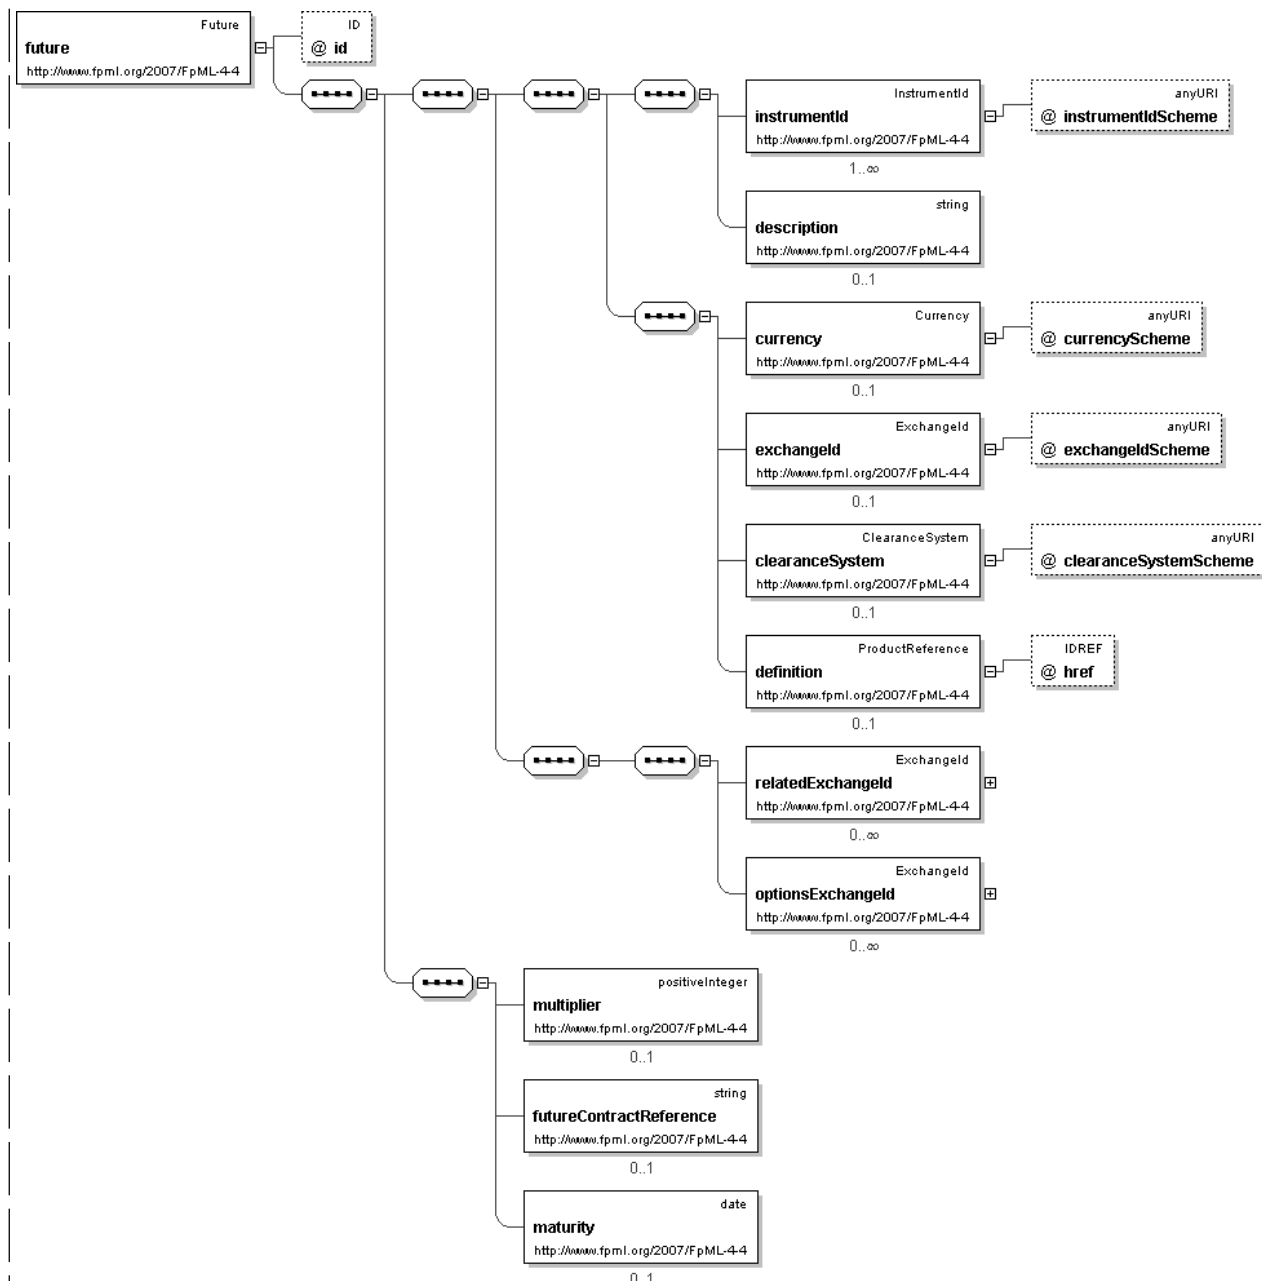 Future
future
http://www.fpml.org/2007/FpML-4-4
ID
@ id
InstrumentId
instrumentId
http://www.fpml.org/2007/FpML-4-4
1..∞
anyURI
@ instrumentIdScheme
string
description
http://www.fpml.org/2007/FpML-4-4
0..1
Currency
currency
http://www.fpml.org/2007/FpML-4-4
0..1
anyURI
@ currencyScheme
ExchangeId
exchangeId
http://www.fpml.org/2007/FpML-4-4
0..1
anyURI
@ exchangeIdScheme
ClearanceSystem
clearanceSystem
http://www.fpml.org/2007/FpML-4-4
0..1
anyURI
@ clearanceSystemScheme
ProductReference
definition
http://www.fpml.org/2007/FpML-4-4
0..1
IDREF
@ href
ExchangeId
relatedExchangeId
http://www.fpml.org/2007/FpML-4-4
0..∞
ExchangeId
optionsExchangeId
http://www.fpml.org/2007/FpML-4-4
0..∞
positiveInteger
multiplier
http://www.fpml.org/2007/FpML-4-4
0..1
string
futureContractReference
http://www.fpml.org/2007/FpML-4-4
0..1
date
maturity
http://www.fpml.org/2007/FpML-4-4
0..1